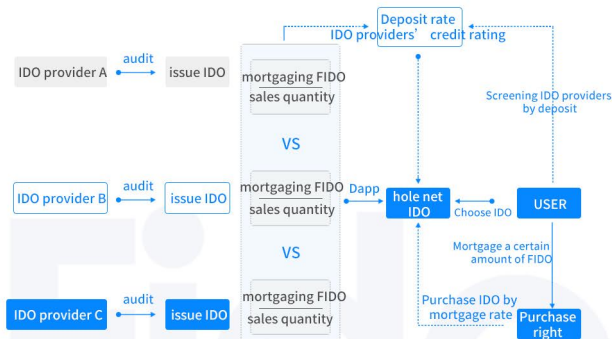 Deposit rate
IDO providers' credit rating
IDO provider A
audit
issue IDO
mortgaging FIDO
sales quantity
Screening IDO providers
by deposit
VS
IDO provider B
audit
issue IDO
mortgaging FIDO
sales quantity
Dapp
hole net
IDO
Choose IDO
USER
VS
Mortgage a certain
amount of FIDO
IDO provider C
audit
issue IDO
mortgaging FIDO
sales quantity
Purchase IDO by
mortgage rate
Purchase
right